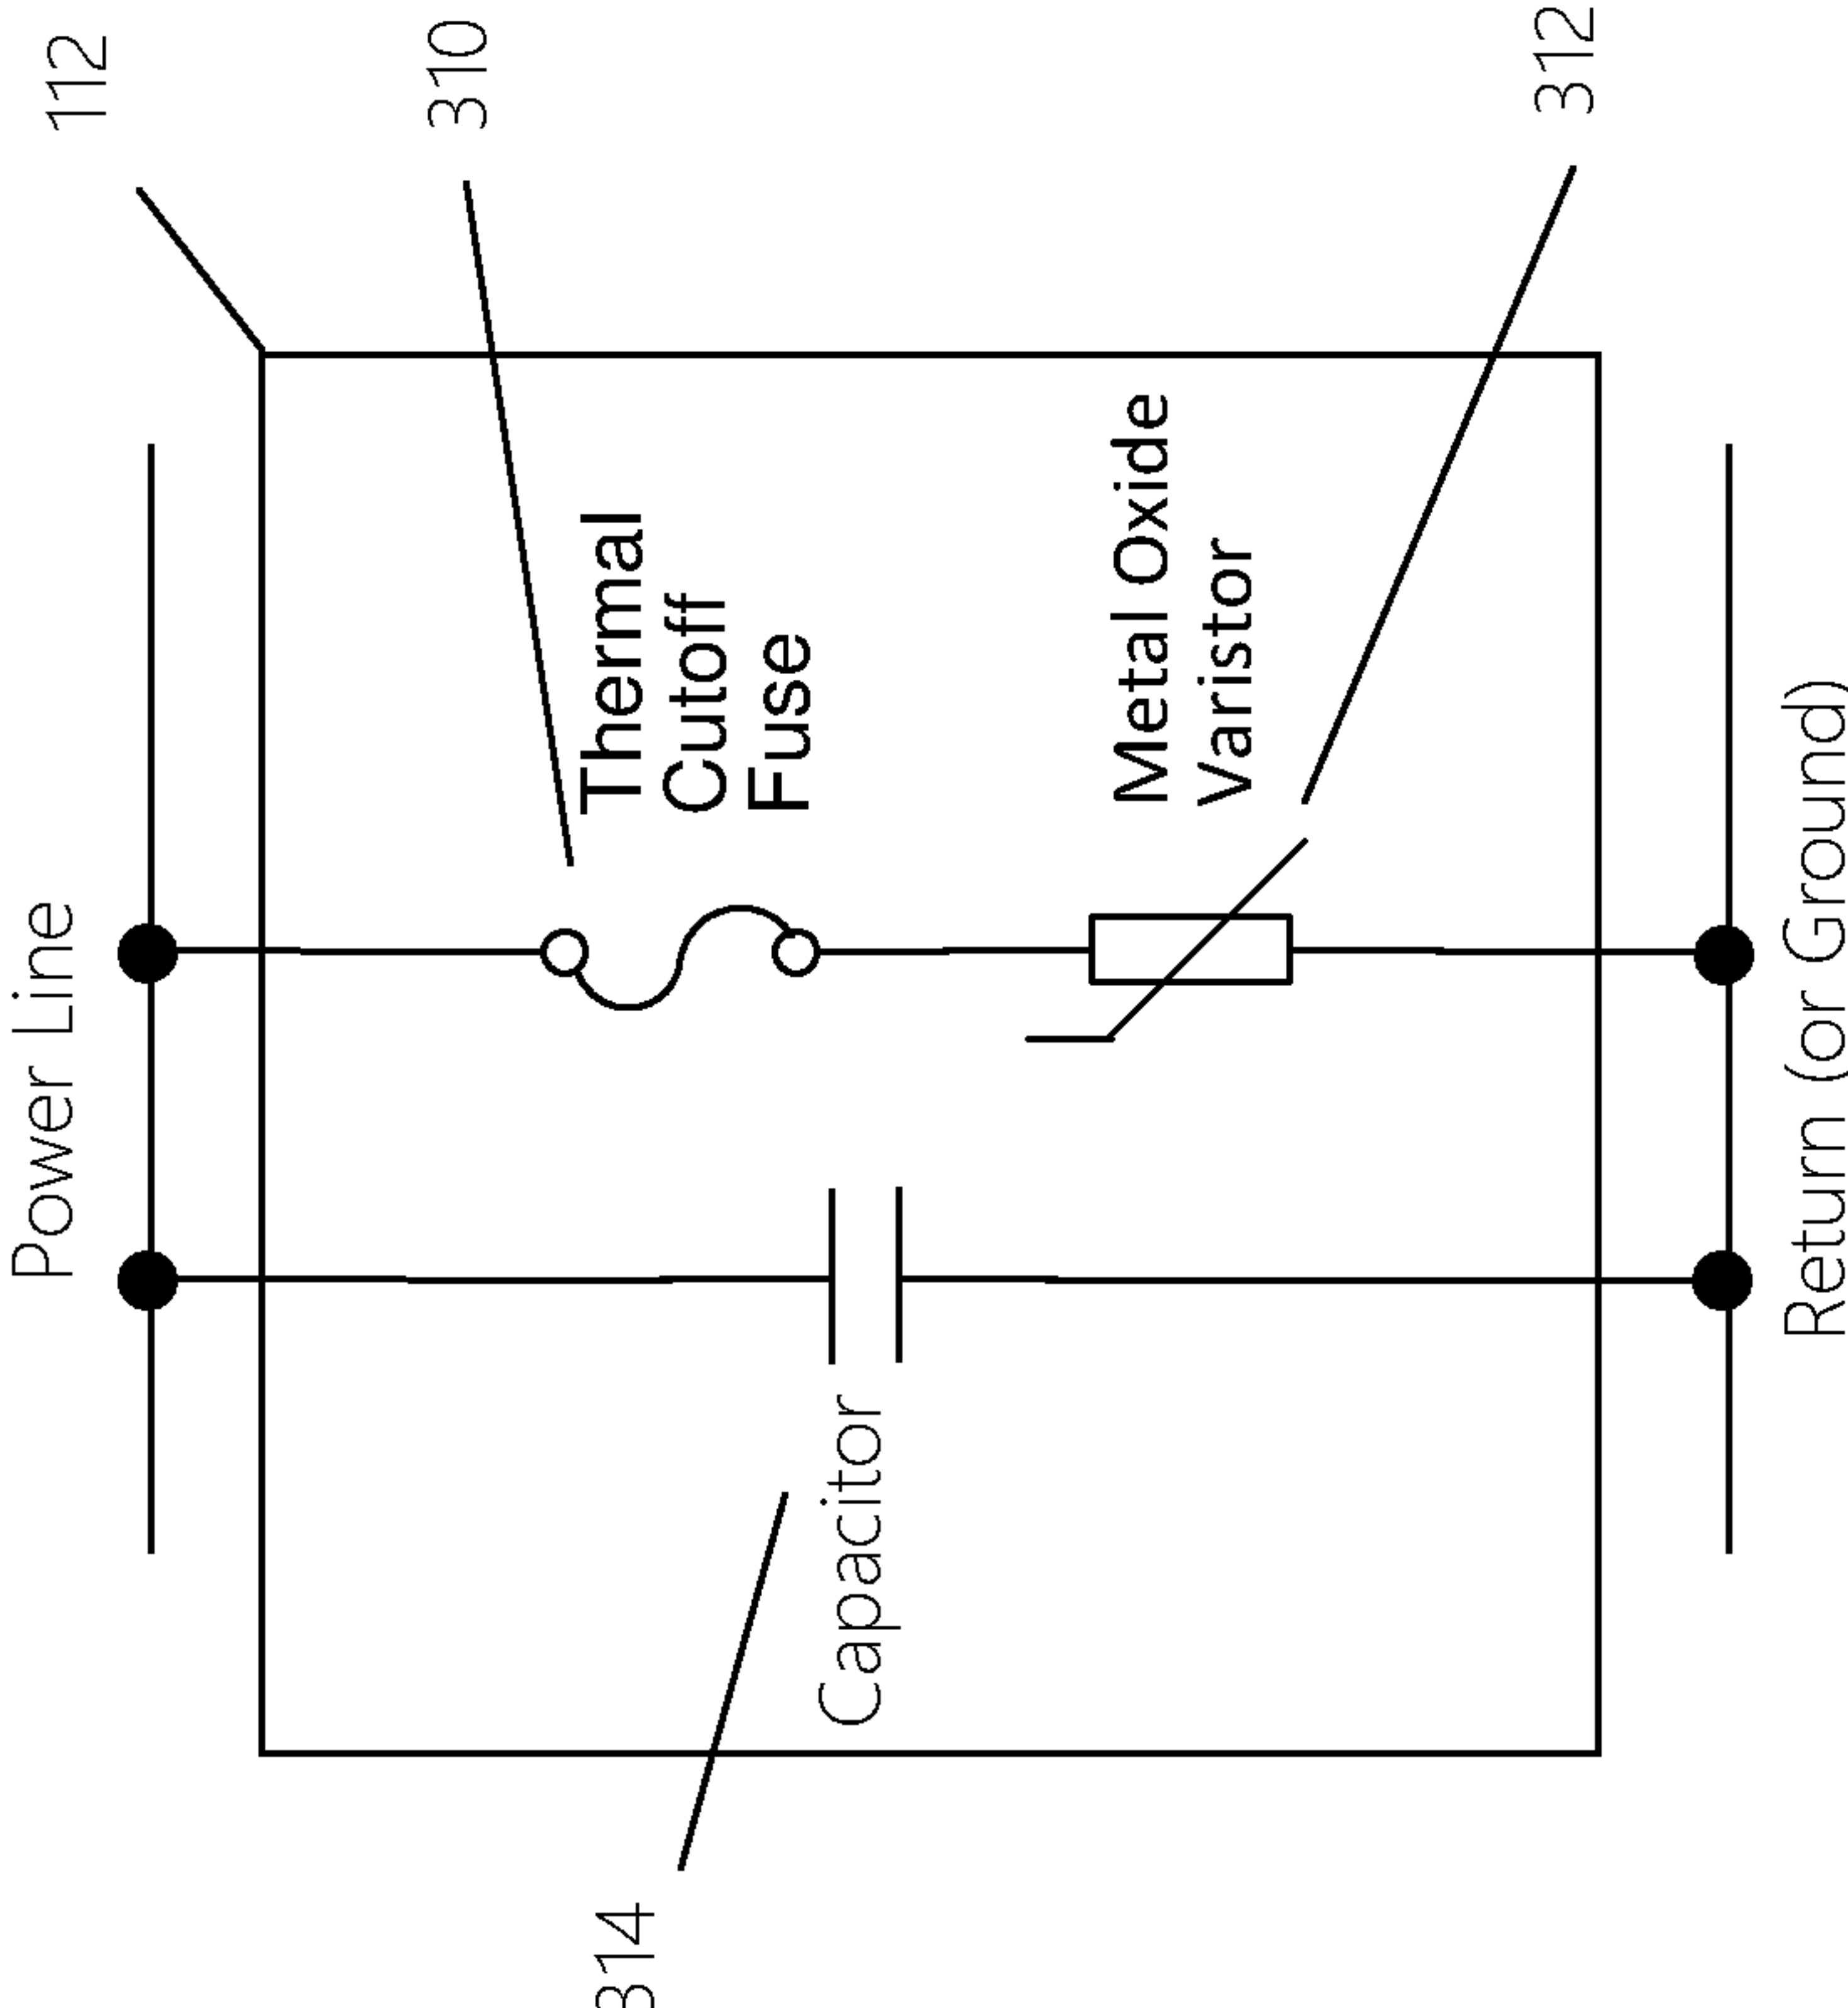 112
310
312
Power Line
Thermal
Cutoff
Fuse
Metal Oxide
Varistor
Capacitor
Return (or Ground)
314